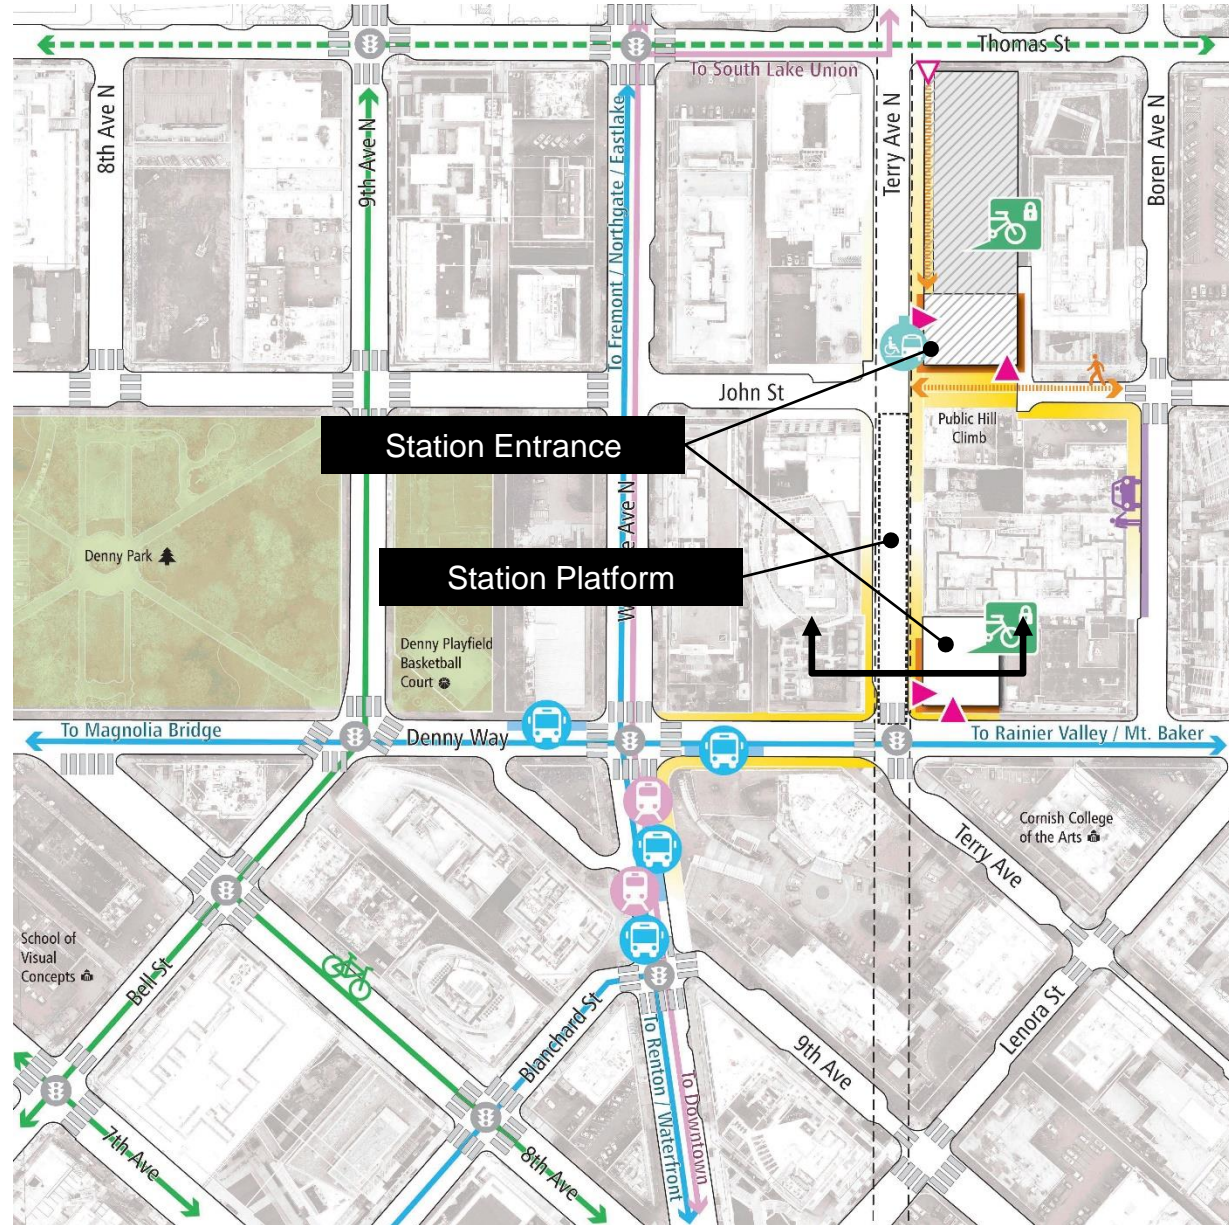 Thomas St
To South Lake Union
8th Ave N
9th Ave N
To Fremont / Northgate / Eastlake
Terry Ave N
Boren Ave N
John St
Public Hill
Climb
Station Entrance
Station Platform
Ave N
Denny Park
Denny Playfield
Basketball
Court
To Magnolia Bridge
Denny Way
To Rainier Valley / Mt. Baker
Cornish College
of the Arts
Terry Ave
School of
Visual
Concepts
Bell St
Blanchard St
Lenora St
9th Ave
To Renton / Waterfront
To Downtown
7th Ave
8th Ave